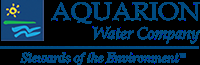 AQUARION
Water Company
Stewards of the Environment™